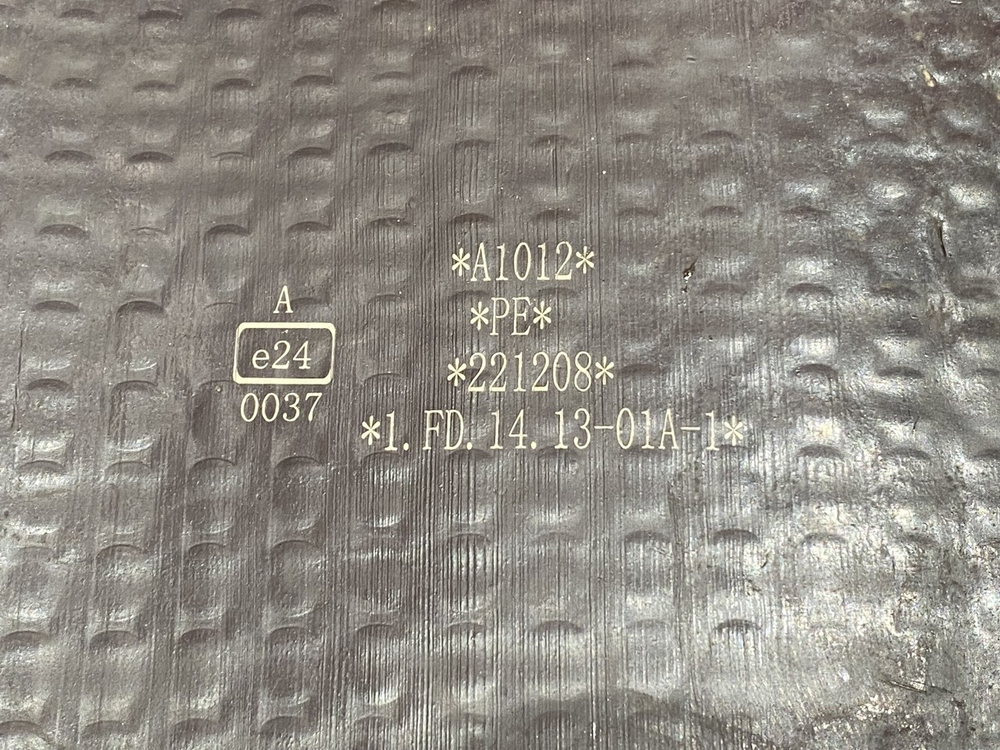 A
e24
0037
*A1012*
*PE*
*221208*
*1.FD.14.13-01A-1*